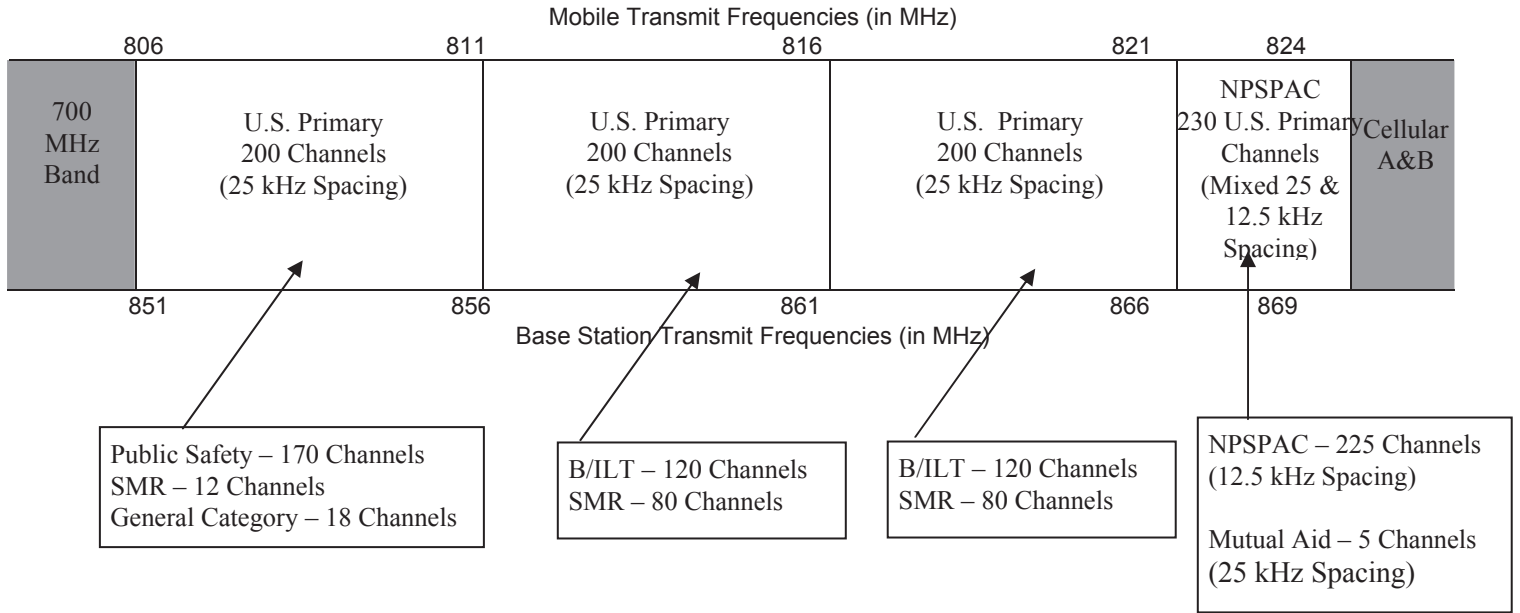 Mobile Transmit Frequencies (in MHz)
806 811 816 821 824
700
MHz
Band
U.S. Primary
200 Channels
(25 kHz Spacing)
U.S. Primary
200 Channels
(25 kHz Spacing)
U.S. Primary
200 Channels
(25 kHz Spacing)
NPSPAC
230 U.S. Primary
Channels
(Mixed 25 &
12.5 kHz
Spacing)
Cellular
A&B
851 856 861 866 869
Base Station Transmit Frequencies (in MHz)
Public Safety – 170 Channels
SMR – 12 Channels
General Category – 18 Channels
B/ILT – 120 Channels
SMR – 80 Channels
B/ILT – 120 Channels
SMR – 80 Channels
NPSPAC – 225 Channels
(12.5 kHz Spacing)
Mutual Aid – 5 Channels
(25 kHz Spacing)